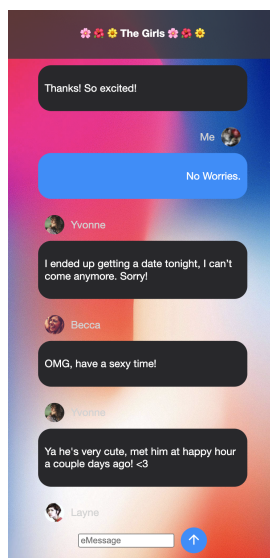 🌸🌺🌼 The Girls 🌸🌺🌼
Thanks! So excited!
Me
No Worries.
Yvonne
I ended up getting a date tonight, I can't
come anymore. Sorry!
Becca
OMG, have a sexy time!
Yvonne
Ya he's very cute, met him at happy hour
a couple days ago! <3
Layne
eMessage